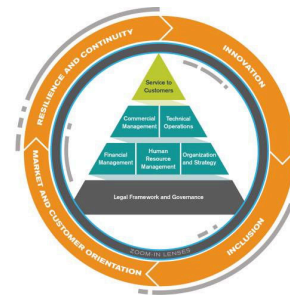 RESILIENCE AND CONTINUITY
INNOVATION
Service to
Customers
Commercial
Management
Technical
Operations
Financial
Management
Human
Resource
Management
Organization
and Strategy
Legal Framework and Governance
MARKET AND CUSTOMER ORIENTATION
INCLUSION
ZOOM-IN LENSES